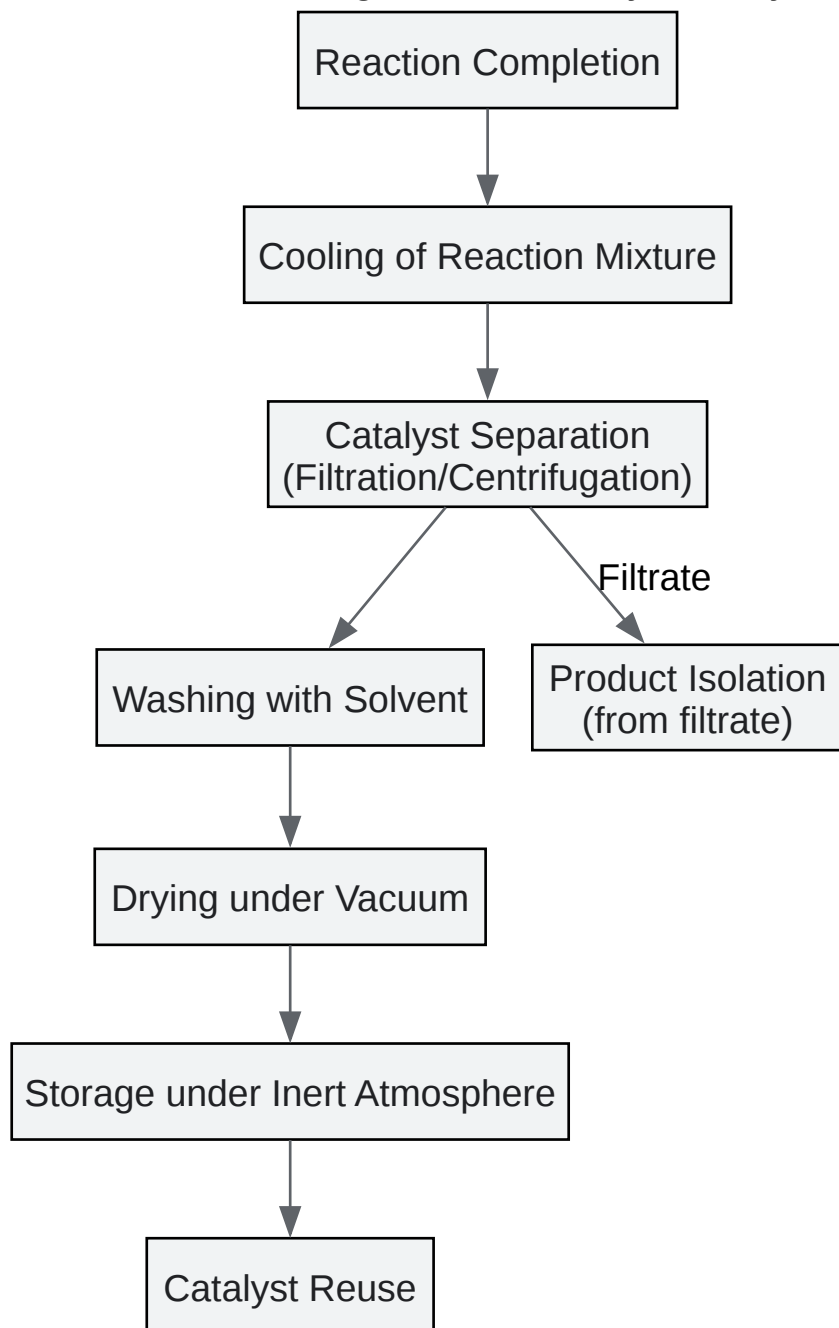 Reaction Completion
Cooling of Reaction Mixture
Catalyst Separation
(Filtration/Centrifugation)
Filtrate
Washing with Solvent
Product Isolation
(from filtrate)
Drying under Vacuum
Storage under Inert Atmosphere
Catalyst Reuse